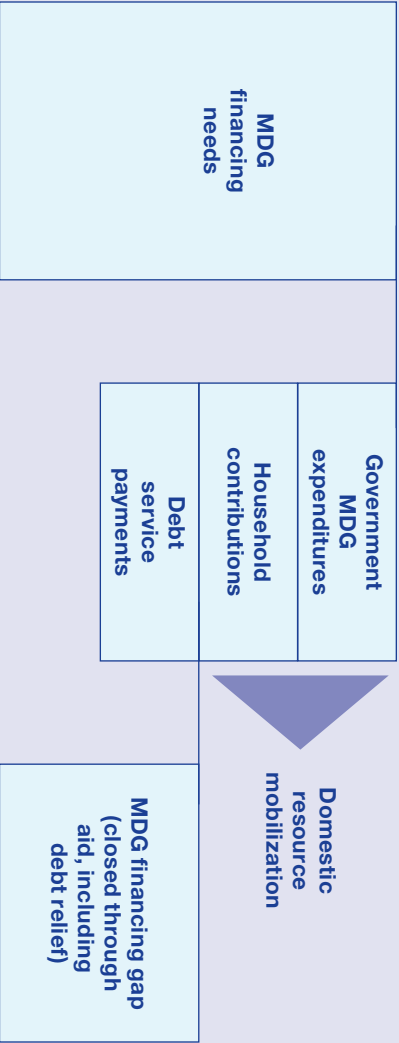 MDG
financing
needs
Government
MDG
expenditures
Household
contributions
Debt
service
payments
Domestic
resource
mobilization
MDG financing gap
(closed through
aid, including
debt relief)